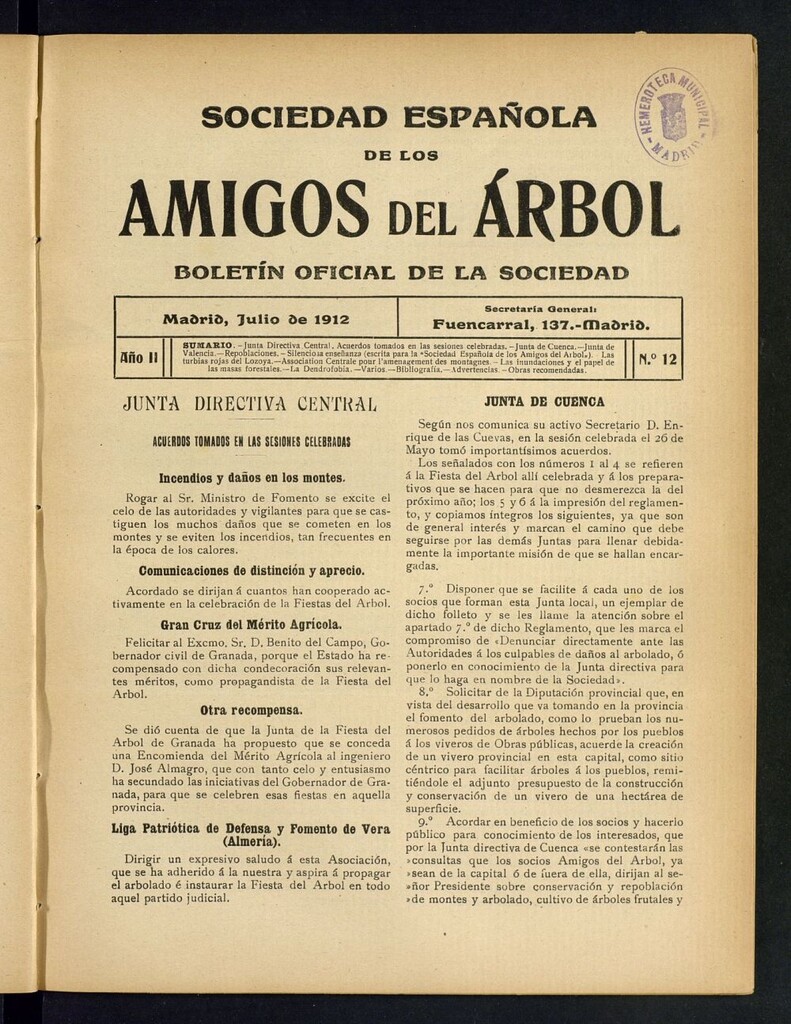 SOCIEDAD ESPAÑOLA
DE LOS
AMIGOS DEL ÁRBOL
BOLETÍN OFICIAL DE LA SOCIEDAD
HEMEROTECA MUNICIPAL
- MADRID -
Madrid, Julio de 1912
Secretaría General:
Fuencarral, 137.-Madrid.
Año II
SUMARIO. - Junta Directiva Central. Acuerdos tomados en las sesiones celebradas. - Junta de Cuenca. - Junta de
Valencia. - Repoblaciones. - Silenciosa enseñanza (escrita para la «Sociedad Española de los Amigos del Arbol»). Las
turbias rojas del Lozoya. — Association Centrale pour l'amenagement des montagnes. - Las inundaciones y el papel de
las masas forestales. — La Dendrofobia. — Varios. — Bibliografía. — Advertencias. - Obras recomendadas.
N.º 12
JUNTA DIRECTIVA CENTRAL
ACUERDOS TOMADOS EN LAS SESIONES CELEBRADAS
Incendios y daños en los montes.
Rogar al Sr. Ministro de Fomento se excite el
celo de las autoridades y vigilantes para que se cas-
tiguen los muchos daños que se cometen en los
montes y se eviten los incendios, tan frecuentes en
la época de los calores.
Comunicaciones de distinción y aprecio.
Acordado se dirijan á cuantos han cooperado ac-
tivamente en la celebración de la Fiestas del Arbol.
Gran Cruz del Mérito Agrícola.
Felicitar al Excmo. Sr. D. Benito del Campo, Go-
bernador civil de Granada, porque el Estado ha re-
compensado con dicha condecoración sus relevan-
tes méritos, como propagandista de la Fiesta del
Arbol.
Otra recompensa.
Se dió cuenta de que la Junta de la Fiesta del
Arbol de Granada ha propuesto que se conceda
una Encomienda del Mérito Agrícola al ingeniero
D. José Almagro, que con tanto celo y entusiasmo
ha secundado las iniciativas del Gobernador de Gra-
nada, para que se celebren esas fiestas en aquella
provincia.
Liga Patriótica de Defensa y Fomento de Vera
(Almería).
Dirigir un expresivo saludo á esta Asociación,
que se ha adherido á la nuestra y aspira á propagar
el arbolado é instaurar la Fiesta del Arbol en todo
aquel partido judicial.
JUNTA DE CUENCA
Según nos comunica su activo Secretario D. En-
rique de las Cuevas, en la sesión celebrada el 26 de
Mayo tomó importantísimos acuerdos.
Los señalados con los números 1 al 4 se refieren
á la Fiesta del Arbol allí celebrada y á los prepara-
tivos que se hacen para que no desmerezca la del
próximo año; los 5 y 6 á la impresión del reglamen-
to, y copiamos íntegros los siguientes, ya que son
de general interés y marcan el camino que debe
seguirse por las demás Juntas para llenar debida-
mente la importante misión de que se hallan encar-
gadas.
7.º Disponer que se facilite á cada uno de los
socios que forman esta Junta local, un ejemplar de
dicho folleto y se les llame la atención sobre el
apartado 7.º de dicho Reglamento, que les marca el
compromiso de «Denunciar directamente ante las
Autoridades á los culpables de daños al arbolado, ó
ponerlo en conocimiento de la Junta directiva para
que lo haga en nombre de la Sociedad».
8.º Solicitar de la Diputación provincial que, en
vista del desarrollo que va tomando en la provincia
el fomento del arbolado, como lo prueban los nu-
merosos pedidos de árboles hechos por los pueblos
á los viveros de Obras públicas, acuerde la creación
de un vivero provincial en esta capital, como sitio
céntrico para facilitar árboles á los pueblos, remi-
tiéndole el adjunto presupuesto de la construcción
y conservación de un vivero de una hectárea de
superficie.
9.º Acordar en beneficio de los socios y hacerlo
público para conocimiento de los interesados, que
por la Junta directiva de Cuenca «se contestarán las
»consultas que los socios Amigos del Arbol, ya
»sean de la capital ó de fuera de ella, dirijan al se-
»ñor Presidente sobre conservación y repoblación
»de montes y arbolado, cultivo de árboles frutales y